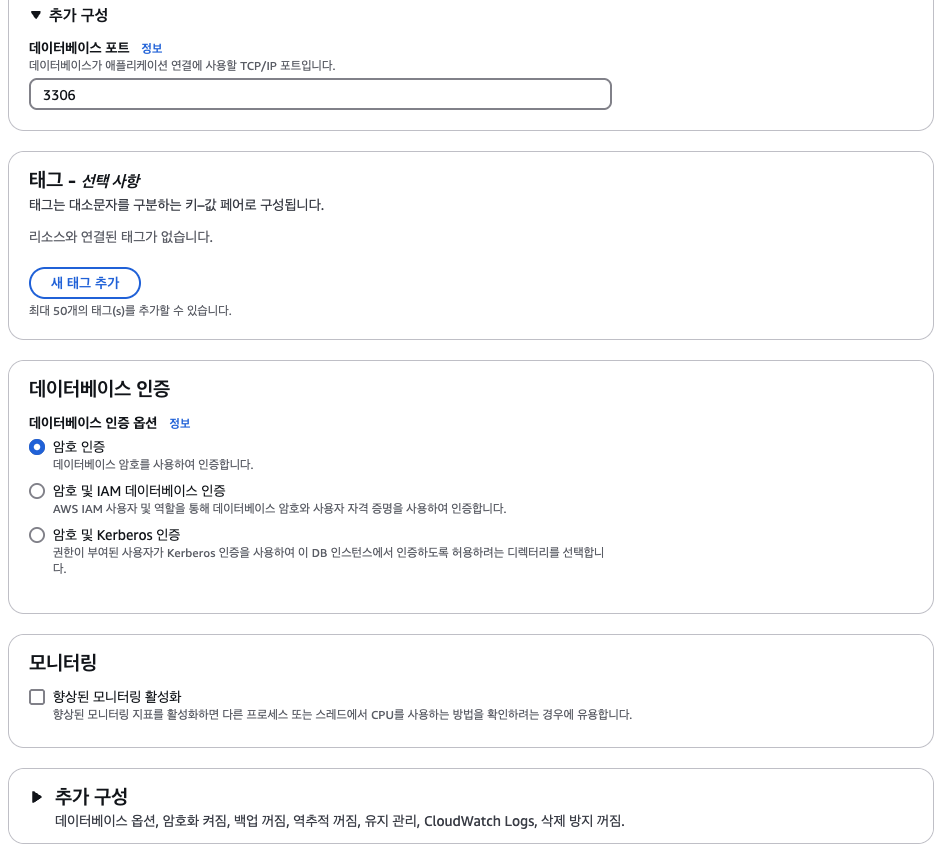 ▼ 추가 구성
데이터베이스 포트 정보
데이터베이스가 애플리케이션 연결에 사용할 TCP/IP 포트입니다.
3306
태그 - 선택 사항
태그는 대소문자를 구분하는 키-값 페어로 구성됩니다.
리소스와 연결된 태그가 없습니다.
새 태그 추가
최대 50개의 태그(s)를 추가할 수 있습니다.
데이터베이스 인증
데이터베이스 인증 옵션 정보
암호 인증
데이터베이스 암호를 사용하여 인증합니다.
암호 및 IAM 데이터베이스 인증
AWS IAM 사용자 및 역할을 통해 데이터베이스 암호와 사용자 자격 증명을 사용하여 인증합니다.
암호 및 Kerberos 인증
권한이 부여된 사용자가 Kerberos 인증을 사용하여 이 DB 인스턴스에서 인증하도록 허용하려는 디렉터리를 선택합니
다.
모니터링
향상된 모니터링 활성화
향상된 모니터링 지표를 활성화하면 다른 프로세스 또는 스레드에서 CPU를 사용하는 방법을 확인하려는 경우에 유용합니다.
▶ 추가 구성
데이터베이스 옵션, 암호화 켜짐, 백업 꺼짐, 역추적 꺼짐, 유지 관리, CloudWatch Logs, 삭제 방지 꺼짐.